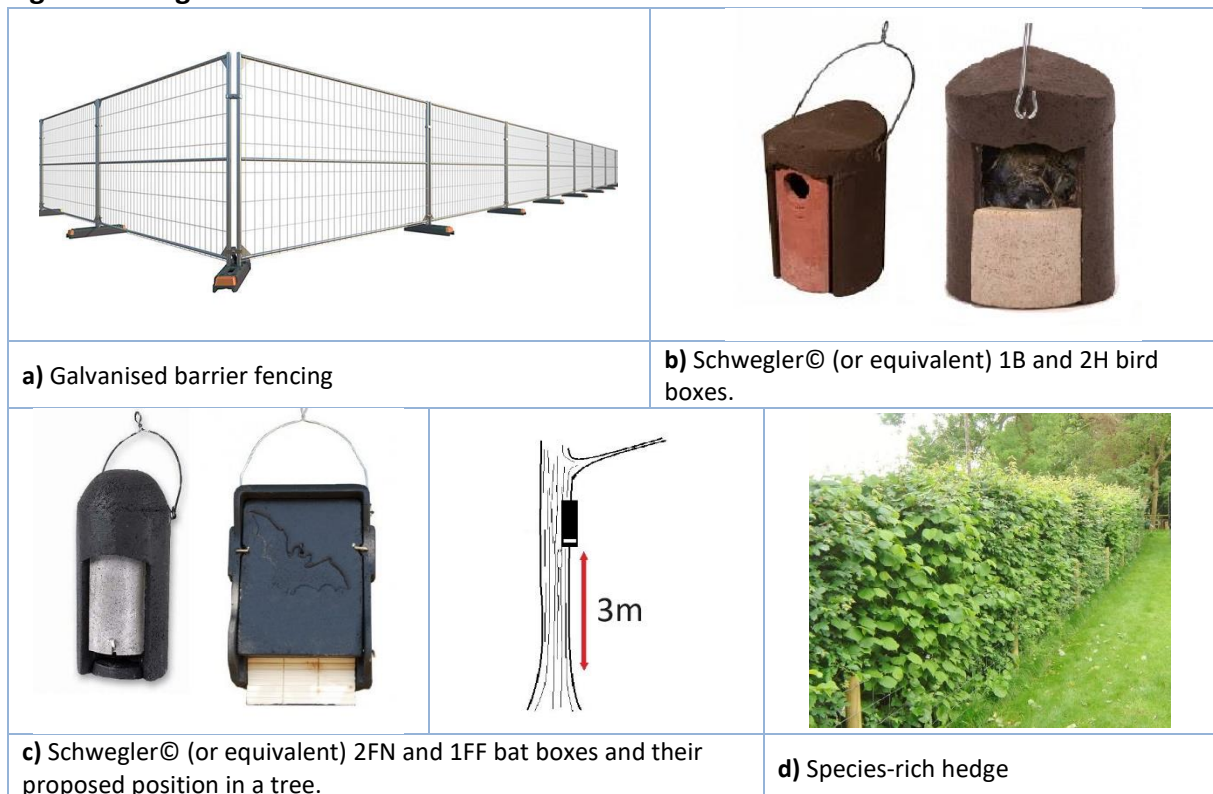 a) Galvanised barrier fencing
b) Schwegler© (or equivalent) 1B and 2H bird
boxes.
3m
c) Schwegler© (or equivalent) 2FN and 1FF bat boxes and their
proposed position in a tree.
d) Species-rich hedge